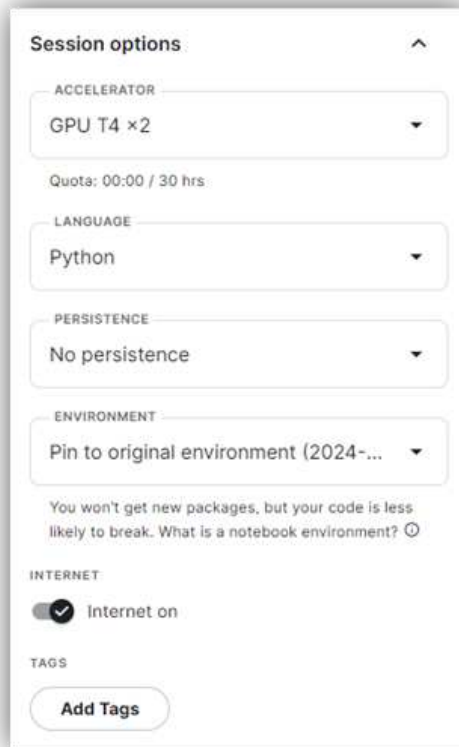 Session options
ACCELERATOR
GPU T4 ×2
Quota: 00:00 / 30 hrs
LANGUAGE
Python
PERSISTENCE
No persistence
ENVIRONMENT
Pin to original environment (2024-...
You won't get new packages, but your code is less
likely to break. What is a notebook environment?
INTERNET
Internet on
TAGS
Add Tags